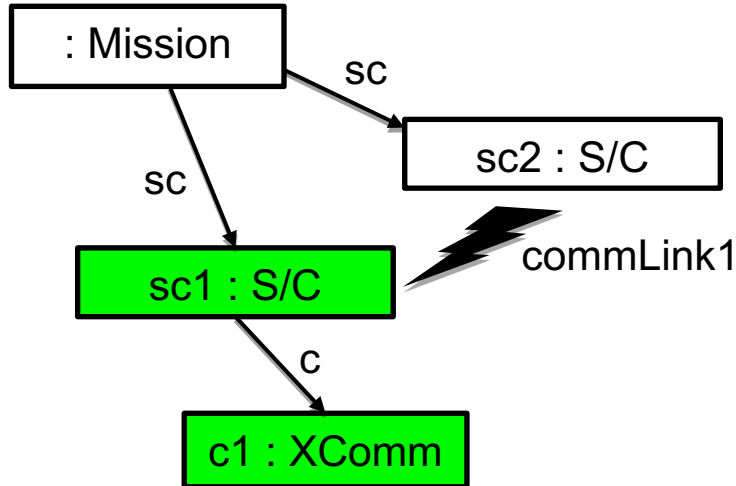 : Mission
sc
sc2 : S/C
sc
commLink1
sc1 : S/C
c
c1 : XComm